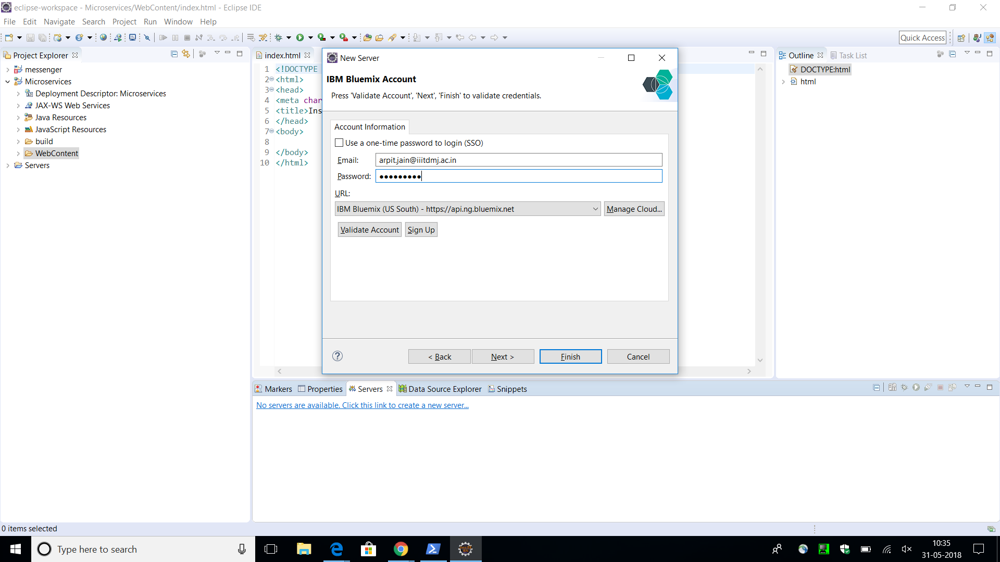 eclipse-workspace - Microservices/WebContent/index.html - Eclipse IDE
File Edit Navigate Search Project Run Window Help
Quick Access
Project Explorer
messenger
Microservices
Deployment Descriptor: Microservices
JAX-WS Web Services
Java Resources
JavaScript Resources
build
WebContent
Servers
index.html
1 <!DOCTYPE
2 <html>
3 <head>
4 <meta char
5 <title>Ins
6 </head>
7 <body>
8
9 </body>
10 </html>
New Server
IBM Bluemix Account
Press 'Validate Account', 'Next', 'Finish' to validate credentials.
Account Information
Use a one-time password to login (SSO)
Email: arpit.jain@iiitdmj.ac.in
Password: ●●●●●●●●●
URL:
IBM Bluemix (US South) - https://api.ng.bluemix.net
Manage Cloud...
Validate Account Sign Up
< Back Next > Finish Cancel
Outline Task List
DOCTYPE:html
html
Markers Properties Servers Data Source Explorer Snippets
No servers are available. Click this link to create a new server...
0 items selected
Type here to search
10:35
31-05-2018